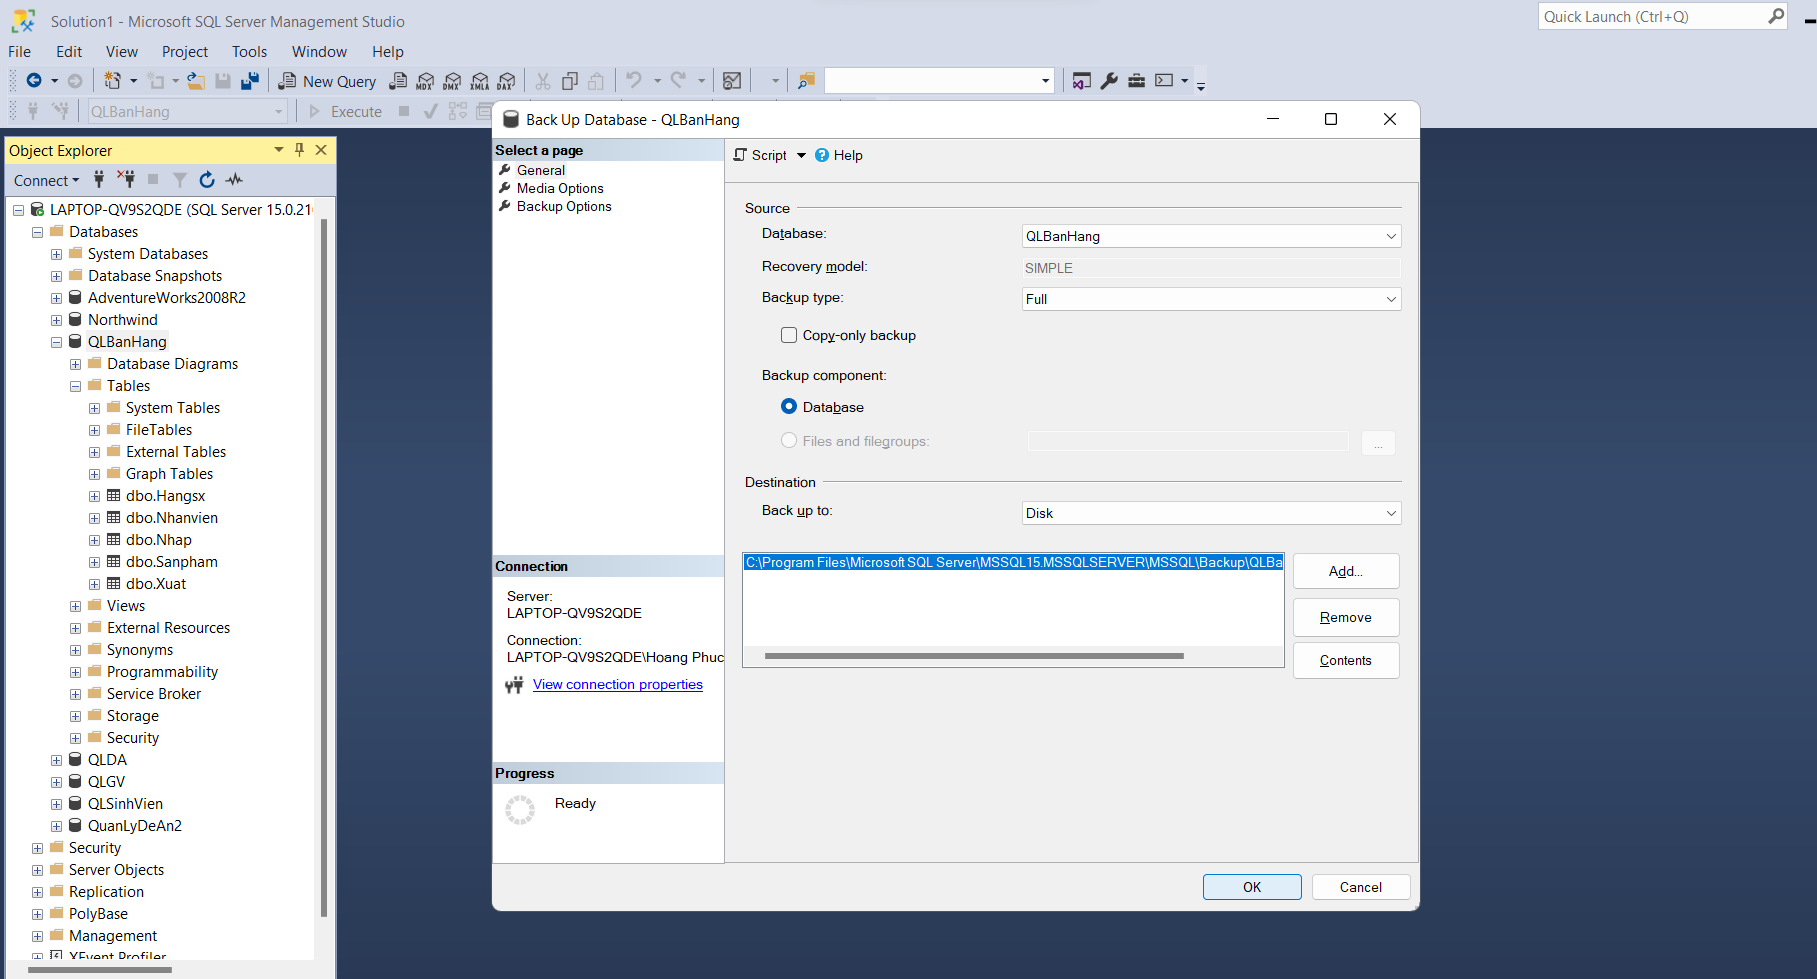 Solution1 - Microsoft SQL Server Management Studio
Quick Launch (Ctrl+Q)
File Edit View Project Tools Window Help
New Query MDX DMX XMLA DAX
QLBanHang Execute
Object Explorer
Connect
LAPTOP-QV9S2QDE (SQL Server 15.0.21
Databases
System Databases
Database Snapshots
AdventureWorks2008R2
Northwind
QLBanHang
Database Diagrams
Tables
System Tables
FileTables
External Tables
Graph Tables
dbo.Hangsx
dbo.Nhanvien
dbo.Nhap
dbo.Sanpham
dbo.Xuat
Views
External Resources
Synonyms
Programmability
Service Broker
Storage
Security
QLDA
QLGV
QLSinhVien
QuanLyDeAn2
Security
Server Objects
Replication
PolyBase
Management
XEvent Profiler
Back Up Database - QLBanHang
Select a page
General
Media Options
Backup Options
Connection
Server:
LAPTOP-QV9S2QDE
Connection:
LAPTOP-QV9S2QDE\Hoang Phuc
View connection properties
Progress
Ready
Script Help
Source
Database: QLBanHang
Recovery model: SIMPLE
Backup type: Full
Copy-only backup
Backup component:
Database
Files and filegroups: ...
Destination
Back up to: Disk
C:\Program Files\Microsoft SQL Server\MSSQL15.MSSQLSERVER\MSSQL\Backup\QLBa
Add...
Remove
Contents
OK Cancel